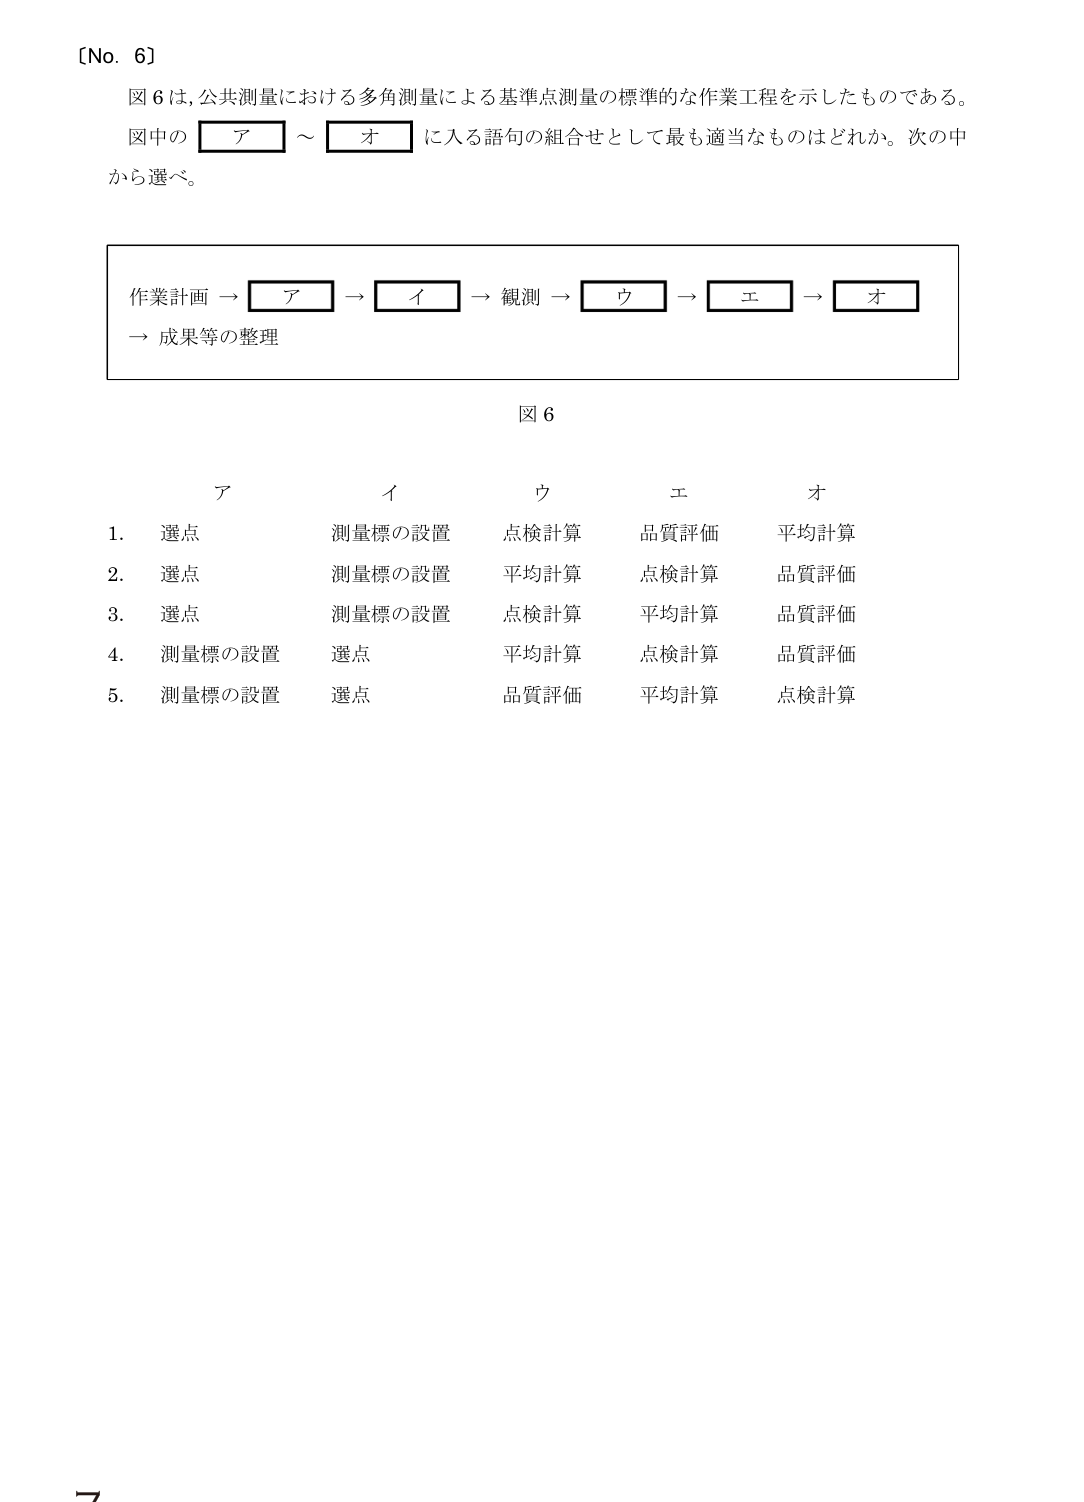 〔No. 6〕
図 6 は, 公共測量における多角測量による基準点測量の標準的な作業工程を示したものである。
図中の ア ～ オ に入る語句の組合せとして最も適当なものはどれか。次の中
から選べ。
作業計画 → ア → イ → 観測 → ウ → エ → オ
→ 成果等の整理
図 6
ア イ ウ エ オ
1. 選点 測量標の設置 点検計算 品質評価 平均計算
2. 選点 測量標の設置 平均計算 点検計算 品質評価
3. 選点 測量標の設置 点検計算 平均計算 品質評価
4. 測量標の設置 選点 平均計算 点検計算 品質評価
5. 測量標の設置 選点 品質評価 平均計算 点検計算